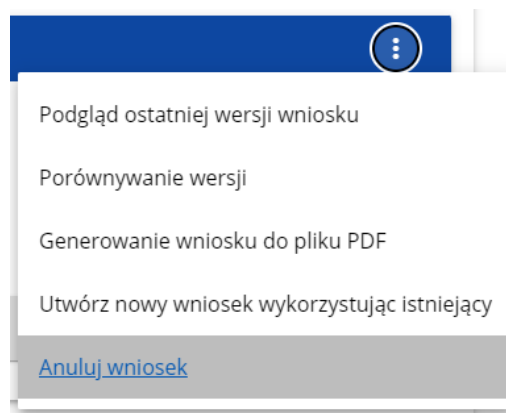 Podgląd ostatniej wersji wniosku
Porównywanie wersji
Generowanie wniosku do pliku PDF
Utwórz nowy wniosek wykorzystując istniejący
Anuluj wniosek